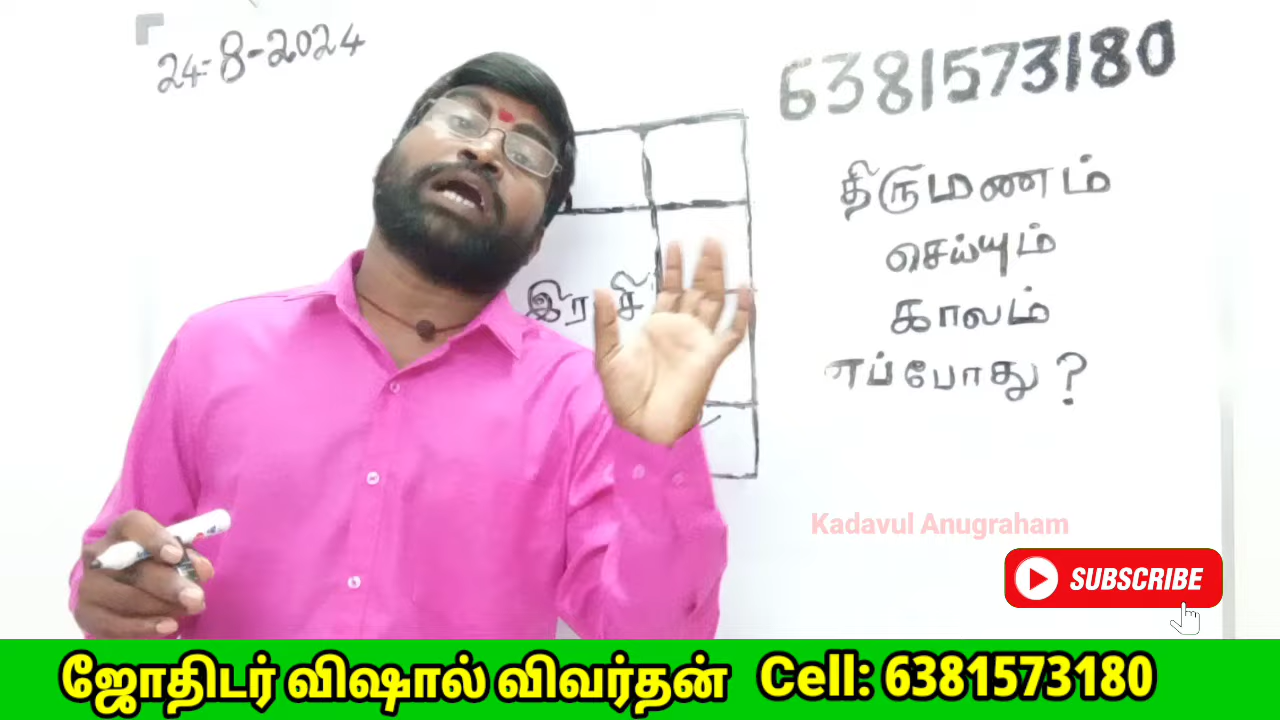 24-8-2024
6381573180
திருமணம்
செய்யும்
காலம்
எப்போது ?
Kadavul Anugraham
SUBSCRIBE
ஜோதிடர் விஷால் விவர்தன் Cell: 6381573180